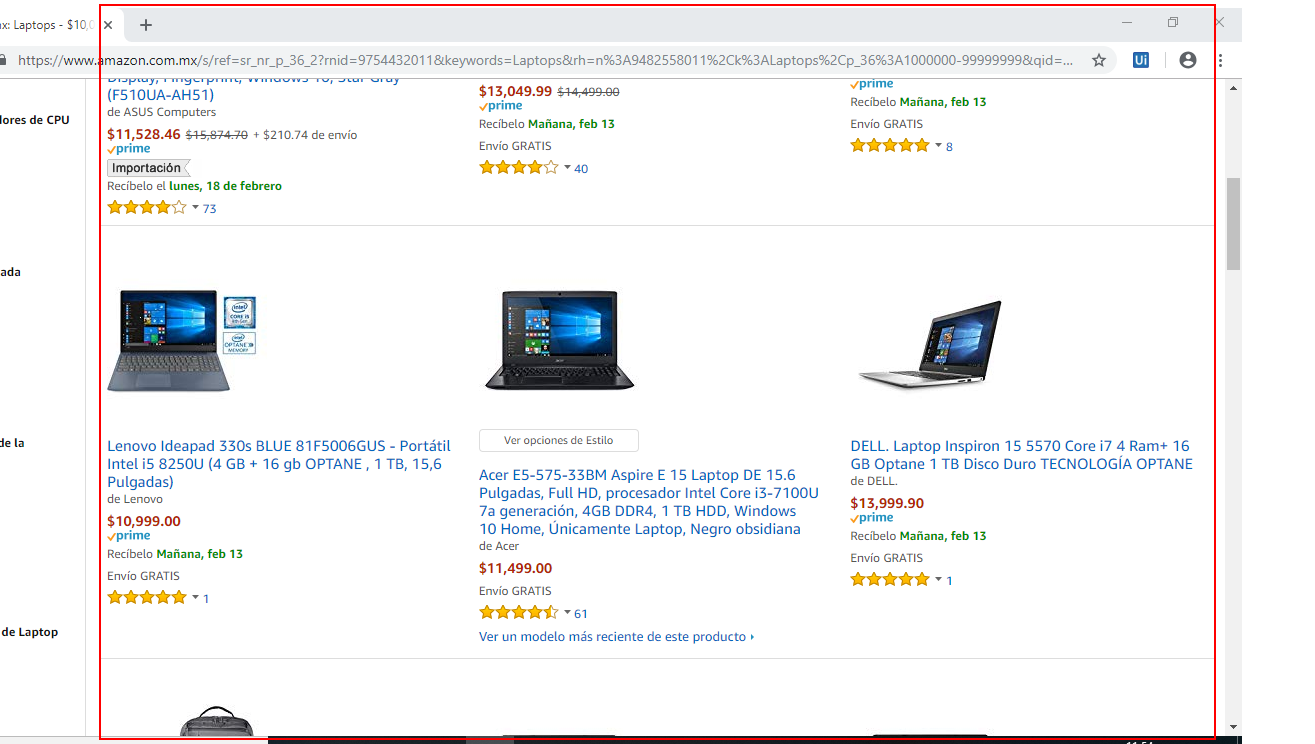 x: Laptops - $10,0
https://www.amazon.com.mx/s/ref=sr_nr_p_36_2?rnid=9754432011&keywords=Laptops&rh=n%3A9482558011%2Ck%3ALaptops%2Cp_36%3A1000000-99999999&qid=...
Ui
Display, Fingerprint, Windows 10, Star Gray
(F510UA-AH51)
de ASUS Computers
$11,528.46 $15,874.70 + $210.74 de envío
prime
Importación
Recíbelo el lunes, 18 de febrero
73
$13,049.99 $14,499.00
prime
Recíbelo Mañana, feb 13
Envío GRATIS
40
prime
Recíbelo Mañana, feb 13
Envío GRATIS
8
lores de CPU
ada
de la
de Laptop
intel
CORE i5
8th Gen
intel
OPTANE
MEMORY
Lenovo Ideapad 330s BLUE 81F5006GUS - Portátil
Intel i5 8250U (4 GB + 16 gb OPTANE , 1 TB, 15,6
Pulgadas)
de Lenovo
$10,999.00
prime
Recíbelo Mañana, feb 13
Envío GRATIS
1
Ver opciones de Estilo
Acer E5-575-33BM Aspire E 15 Laptop DE 15.6
Pulgadas, Full HD, procesador Intel Core i3-7100U
7a generación, 4GB DDR4, 1 TB HDD, Windows
10 Home, Únicamente Laptop, Negro obsidiana
de Acer
$11,499.00
Envío GRATIS
61
Ver un modelo más reciente de este producto
DELL. Laptop Inspiron 15 5570 Core i7 4 Ram+ 16
GB Optane 1 TB Disco Duro TECNOLOGÍA OPTANE
de DELL.
$13,999.90
prime
Recíbelo Mañana, feb 13
Envío GRATIS
1